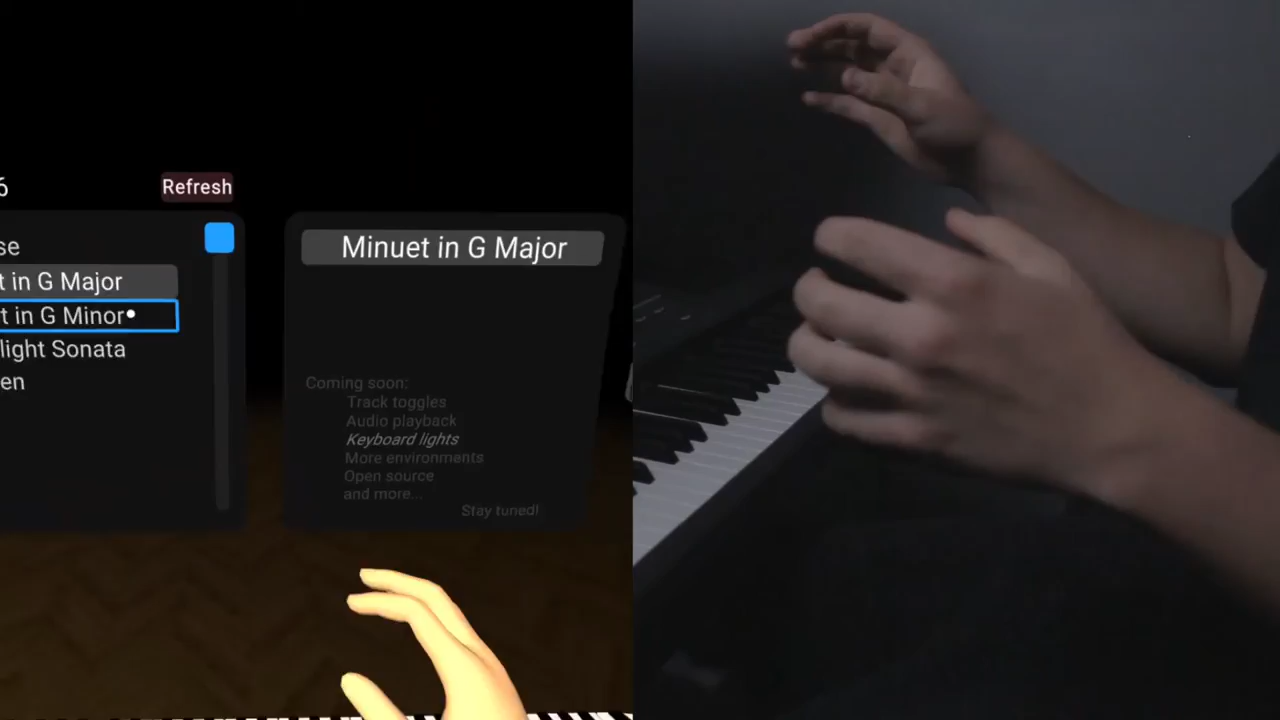 6
Refresh
se
t in G Major
t in G Minor
light Sonata
en
Minuet in G Major
Coming soon:
Track toggles
Audio playback
Keyboard lights
More environments
Open source
and more...
Stay tuned!